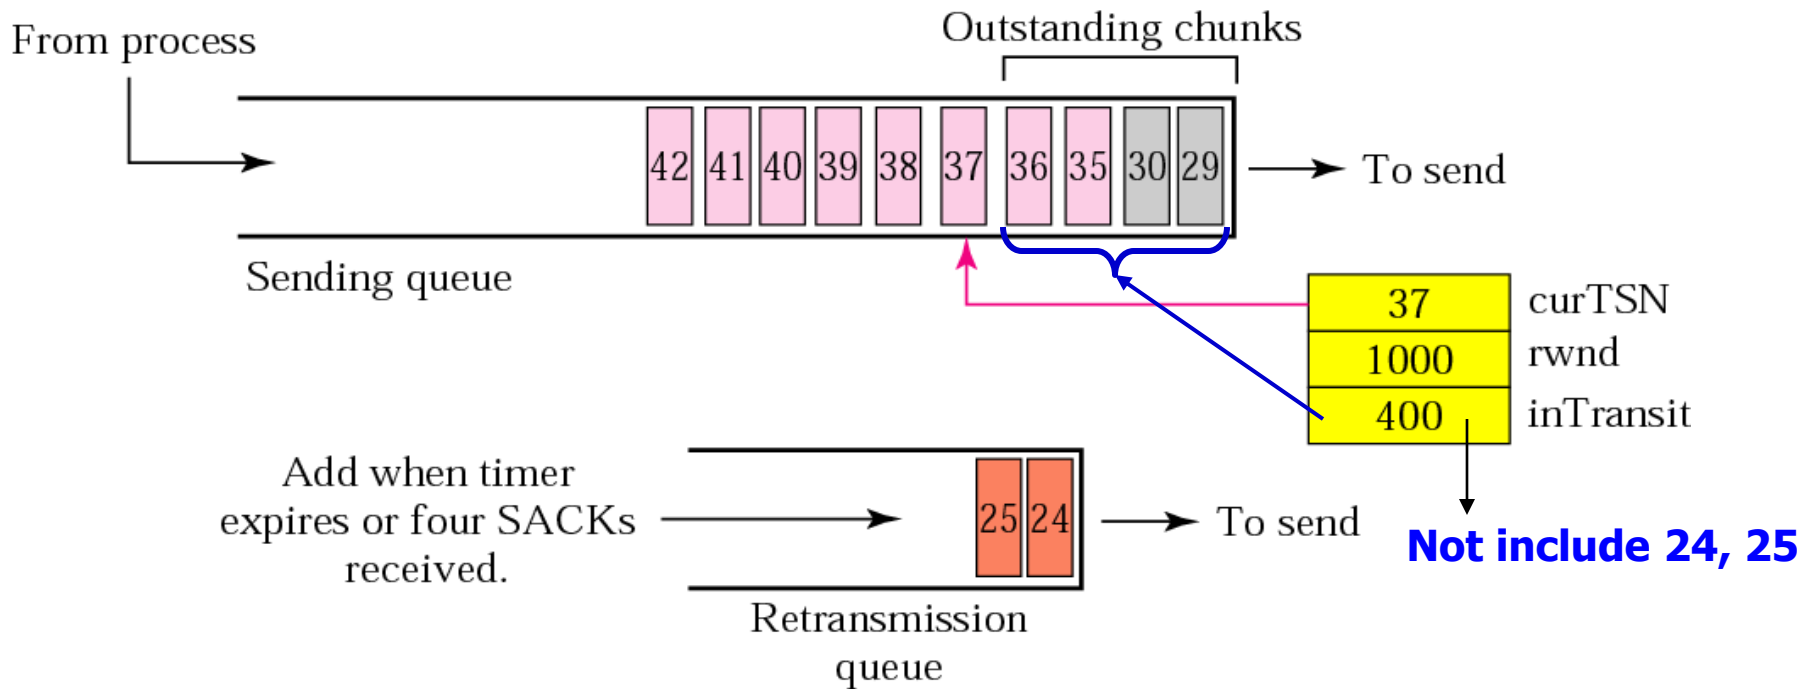 Outstanding chunks
From process
42 41 40 39 38 37 36 35 30 29
To send
Sending queue
37 curTSN
1000 rwnd
400 inTransit
Add when timer
expires or four SACKs
received.
25 24
To send
Not include 24, 25
Retransmission
queue